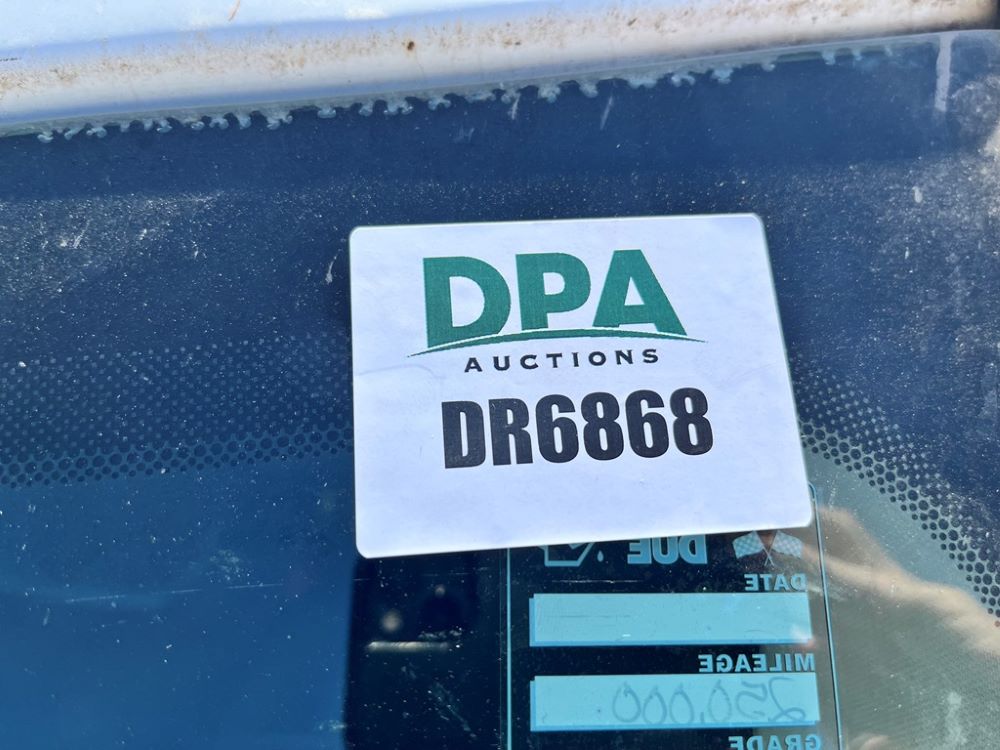 DPA
AUCTIONS
DR6868
DUE
DATE
MILEAGE
250,000
GRADE